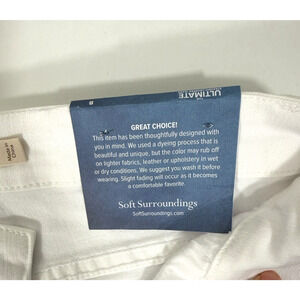 THE
ULTIMATE
8
GREAT CHOICE!
This item has been thoughtfully designed with
you in mind. We used a dyeing process that is
beautiful and unique, but the color may rub off
on lighter fabrics, leather or upholstery in wet
or dry conditions. We suggest you wash it before
wearing. Slight fading will occur as it becomes
a comfortable favorite.
Soft Surroundings
SoftSurroundings.com
Made in
China